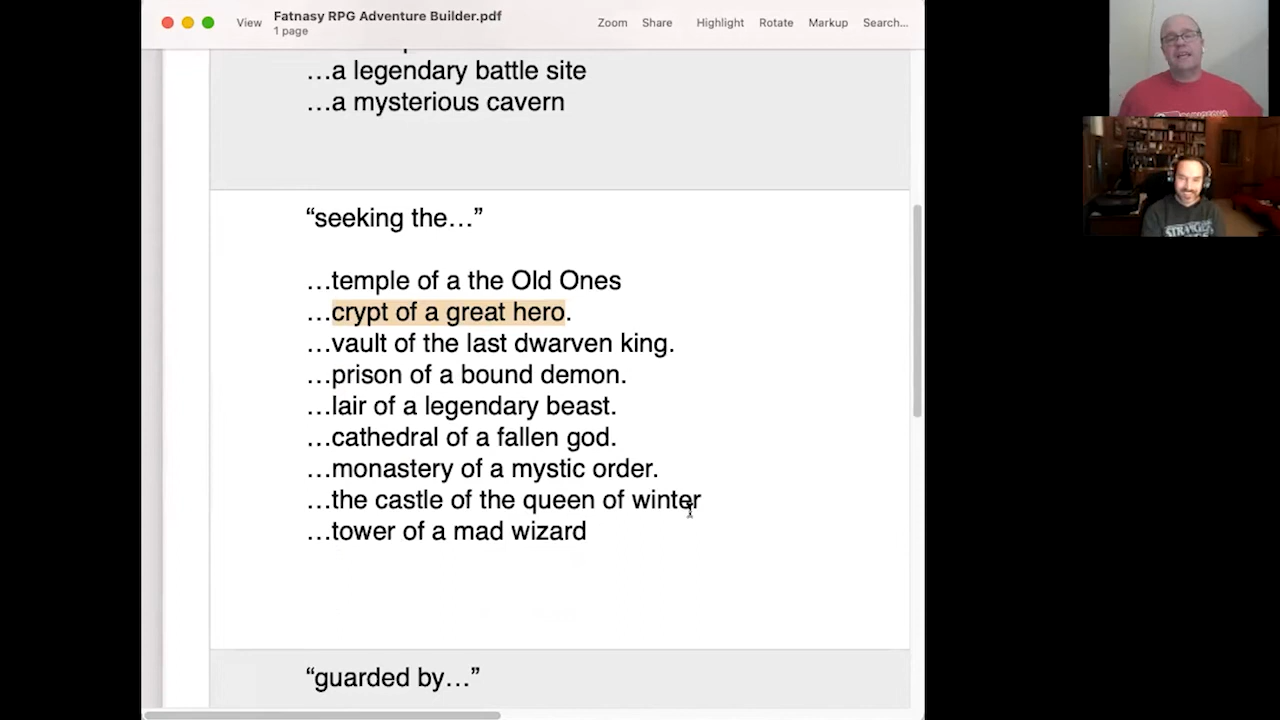 Fatnasy RPG Adventure Builder.pdf
1 page
View
Zoom
Share
Highlight
Rotate
Markup
Search...
…a legendary battle site
…a mysterious cavern
“seeking the…”
…temple of a the Old Ones
…crypt of a great hero.
…vault of the last dwarven king.
…prison of a bound demon.
…lair of a legendary beast.
…cathedral of a fallen god.
…monastery of a mystic order.
…the castle of the queen of winter
…tower of a mad wizard
“guarded by…”